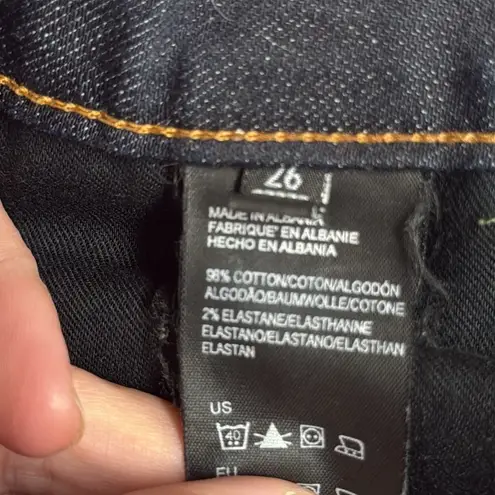 26
MADE IN ALBANIA
FABRIQUE' EN ALBANIE
HECHO EN ALBANIA
98% COTTON/COTON/ALGODÓN
ALGODÃO/BAUMWOLLE/COTONE
2% ELASTANE/ELASTHANNE
ELASTANO/ELASTANO/ELASTHAN
ELASTAN
US
40
EU